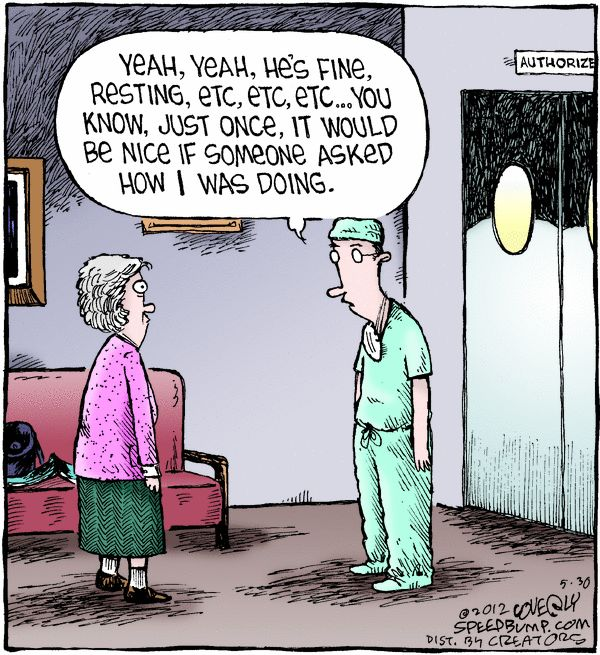 YEAH, YEAH, HE'S FINE,
RESTING, ETC, ETC, ETC...YOU
KNOW, JUST ONCE, IT WOULD
BE NICE IF SOMEONE ASKED
HOW I WAS DOING.
AUTHORIZE
5.30
©2012 COVERLY
SPEEDBUMP.COM
DIST. BY CREATORS